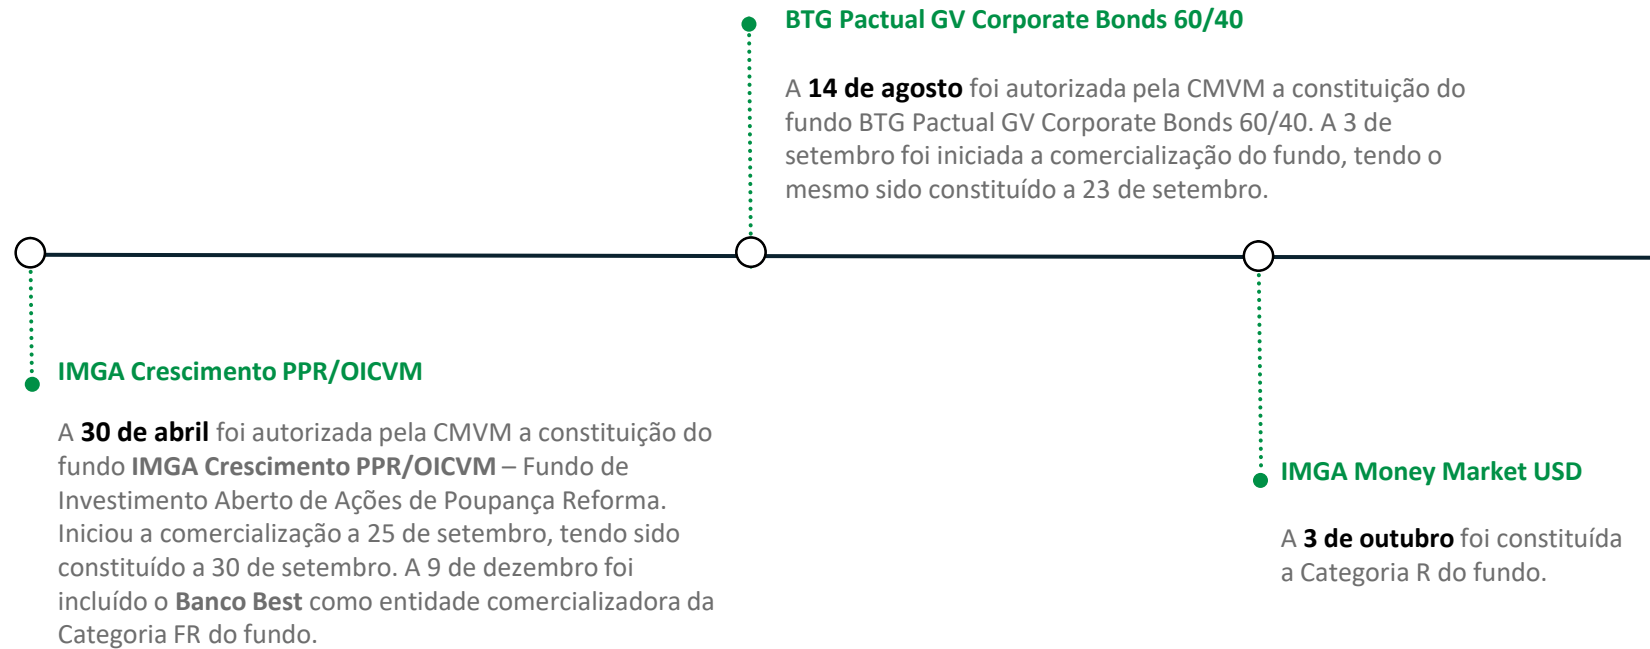 BTG Pactual GV Corporate Bonds 60/40
A 14 de agosto foi autorizada pela CMVM a constituição do
fundo BTG Pactual GV Corporate Bonds 60/40. A 3 de
setembro foi iniciada a comercialização do fundo, tendo o
mesmo sido constituído a 23 de setembro.
IMGA Crescimento PPR/OICVM
A 30 de abril foi autorizada pela CMVM a constituição do
fundo IMGA Crescimento PPR/OICVM – Fundo de
Investimento Aberto de Ações de Poupança Reforma.
Iniciou a comercialização a 25 de setembro, tendo sido
constituído a 30 de setembro. A 9 de dezembro foi
incluído o Banco Best como entidade comercializadora da
Categoria FR do fundo.
IMGA Money Market USD
A 3 de outubro foi constituída
a Categoria R do fundo.